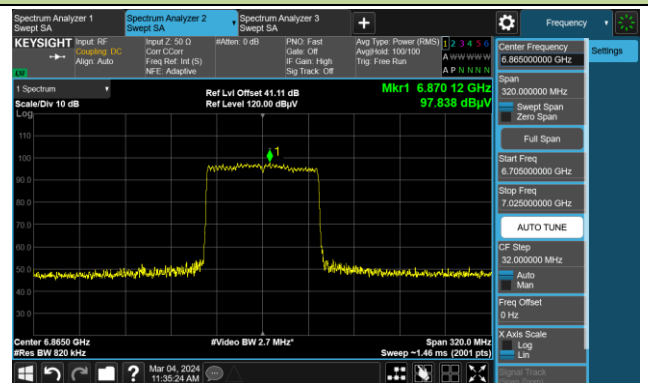 Spectrum Analyzer 1
Swept SA
Spectrum Analyzer 2
Swept SA
Spectrum Analyzer 3
Swept SA
+
Frequency
KEYSIGHT
Input: RF
Coupling: DC
Align: Auto
Input Z: 50 Ω
Corr CCorr
Freq Ref: Int (S)
NFE: Adaptive
#Atten: 0 dB
PNO: Fast
Gate: Off
IF Gain: High
Sig Track: Off
Avg Type: Power (RMS)
Avg|Hold: 100/100
Trig: Free Run
1 2 3 4 5 6
A W W W W W
A P N N N N
LXI
1 Spectrum
Scale/Div 10 dB
Log
Ref Lvl Offset 41.11 dB
Ref Level 120.00 dBµV
Mkr1 6.870 12 GHz
97.838 dBµV
110
100
90.0
80.0
70.0
60.0
50.0
40.0
30.0
1
Center 6.8650 GHz
#Res BW 820 kHz
#Video BW 2.7 MHz*
Span 320.0 MHz
Sweep ~1.46 ms (2001 pts)
Center Frequency
6.865000000 GHz
Span
320.000000 MHz
Swept Span
Zero Span
Full Span
Start Freq
6.705000000 GHz
Stop Freq
7.025000000 GHz
AUTO TUNE
CF Step
32.000000 MHz
Auto
Man
Freq Offset
0 Hz
X Axis Scale
Log
Lin
Signal Track
Settings
?
Mar 04, 2024
11:35:24 AM